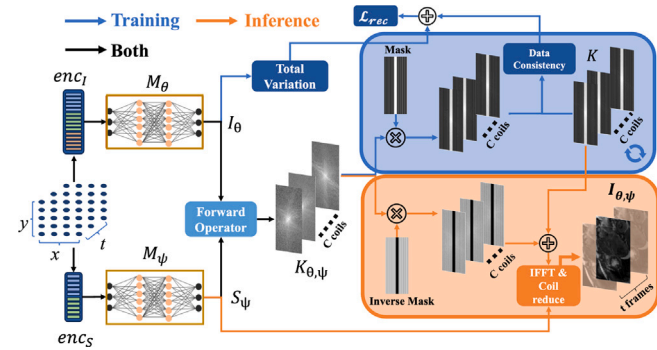 Training
Inference
Both
enc_I
M_θ
I_θ
y
x
t
enc_S
M_ψ
S_ψ
Forward
Operator
Total
Variation
ℒ_rec
K_θ,ψ
C coils
Mask
C coils
Data
Consistency
K
C coils
Inverse Mask
C coils
IFFT &
Coil
reduce
I_θ,ψ
t frames